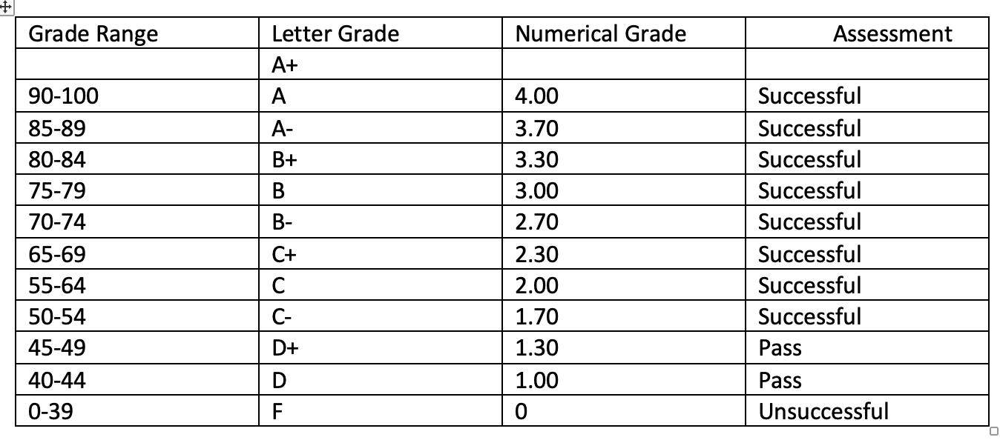 Grade Range Letter Grade Numerical Grade Assessment
A+
90-100 A 4.00 Successful
85-89 A- 3.70 Successful
80-84 B+ 3.30 Successful
75-79 B 3.00 Successful
70-74 B- 2.70 Successful
65-69 C+ 2.30 Successful
55-64 C 2.00 Successful
50-54 C- 1.70 Successful
45-49 D+ 1.30 Pass
40-44 D 1.00 Pass
0-39 F 0 Unsuccessful